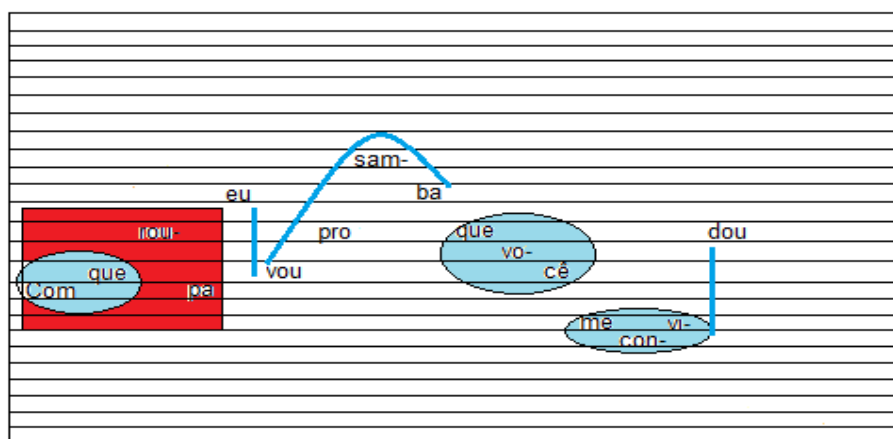 Com
que
rou-
pa
eu
vou
pro
sam-
ba
que
vo-
cê
me
con-
vi-
dou